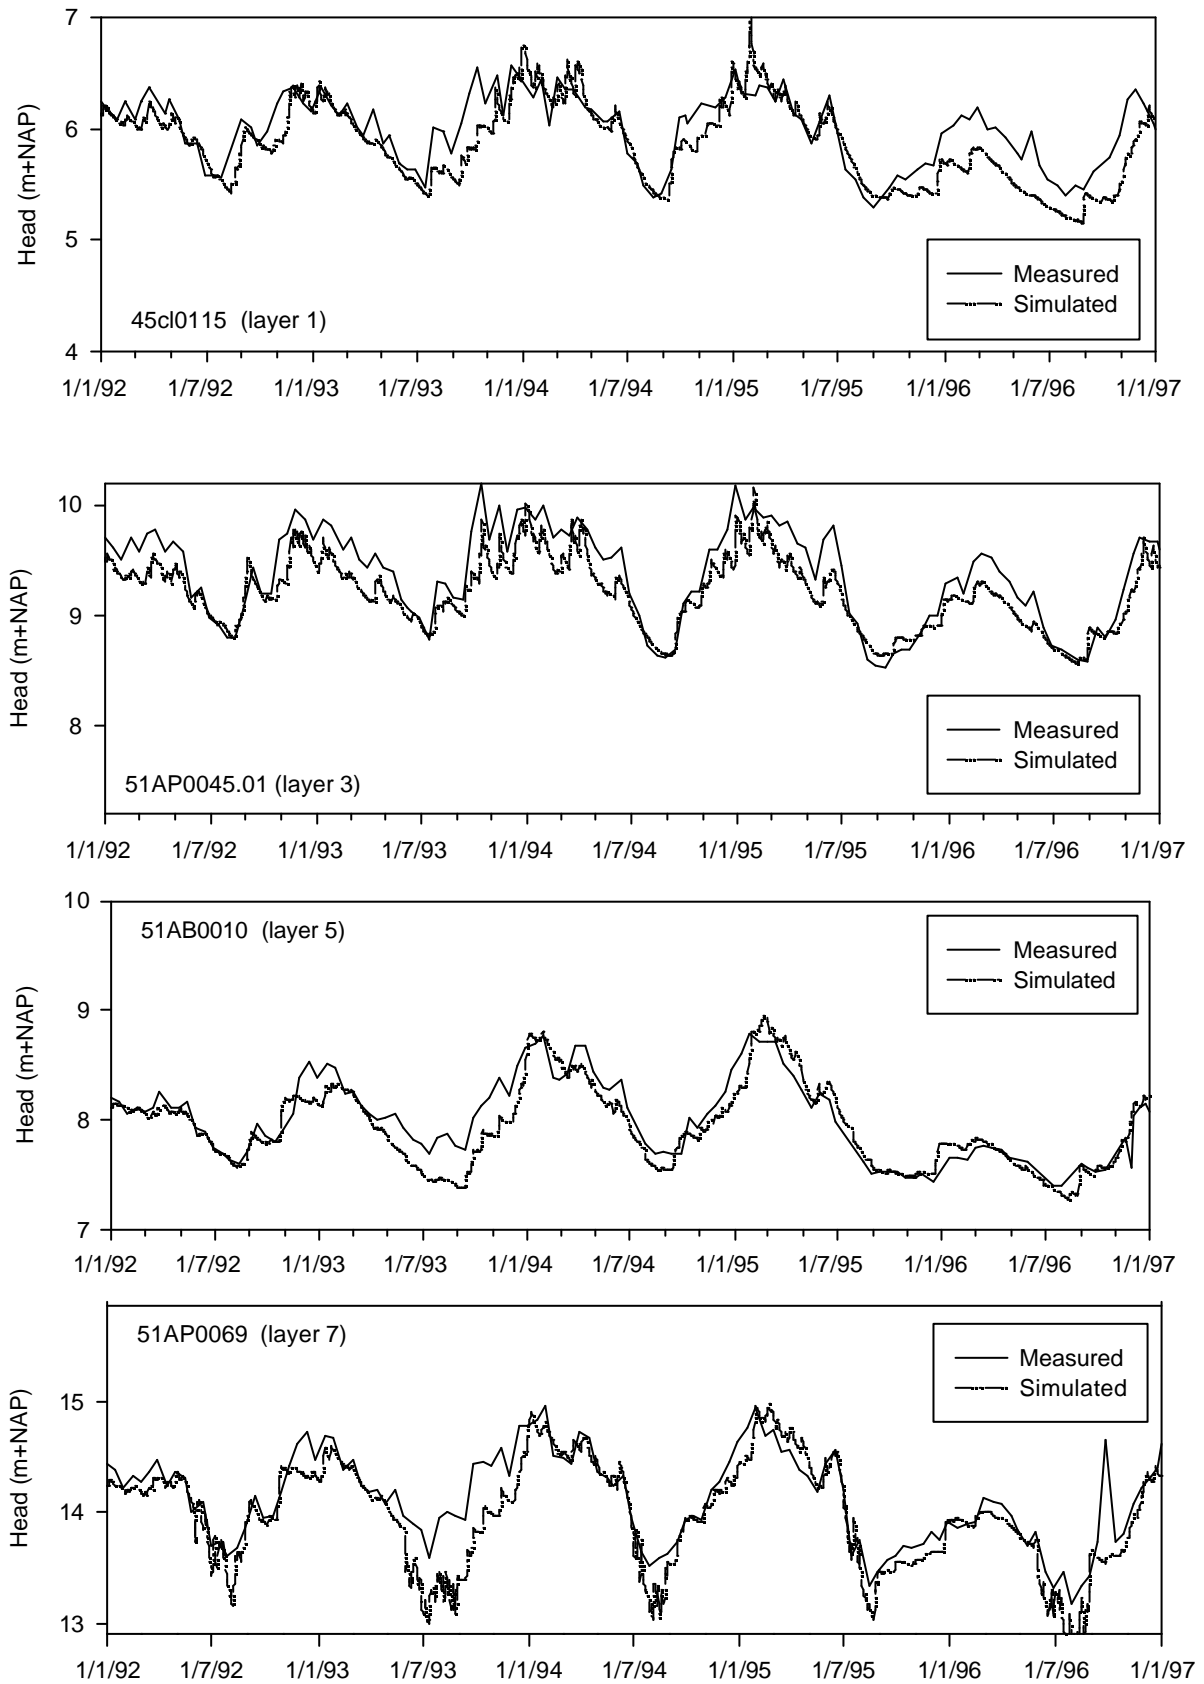 7
6
5
4
Head (m+NAP)
Measured
Simulated
45cl0115 (layer 1)
1/1/92 1/7/92 1/1/93 1/7/93 1/1/94 1/7/94 1/1/95 1/7/95 1/1/96 1/7/96 1/1/97
10
9
8
Head (m+NAP)
Measured
Simulated
51AP0045.01 (layer 3)
1/1/92 1/7/92 1/1/93 1/7/93 1/1/94 1/7/94 1/1/95 1/7/95 1/1/96 1/7/96 1/1/97
10
9
8
7
Head (m+NAP)
51AB0010 (layer 5)
Measured
Simulated
1/1/92 1/7/92 1/1/93 1/7/93 1/1/94 1/7/94 1/1/95 1/7/95 1/1/96 1/7/96 1/1/97
15
14
13
Head (m+NAP)
51AP0069 (layer 7)
Measured
Simulated
1/1/92 1/7/92 1/1/93 1/7/93 1/1/94 1/7/94 1/1/95 1/7/95 1/1/96 1/7/96 1/1/97